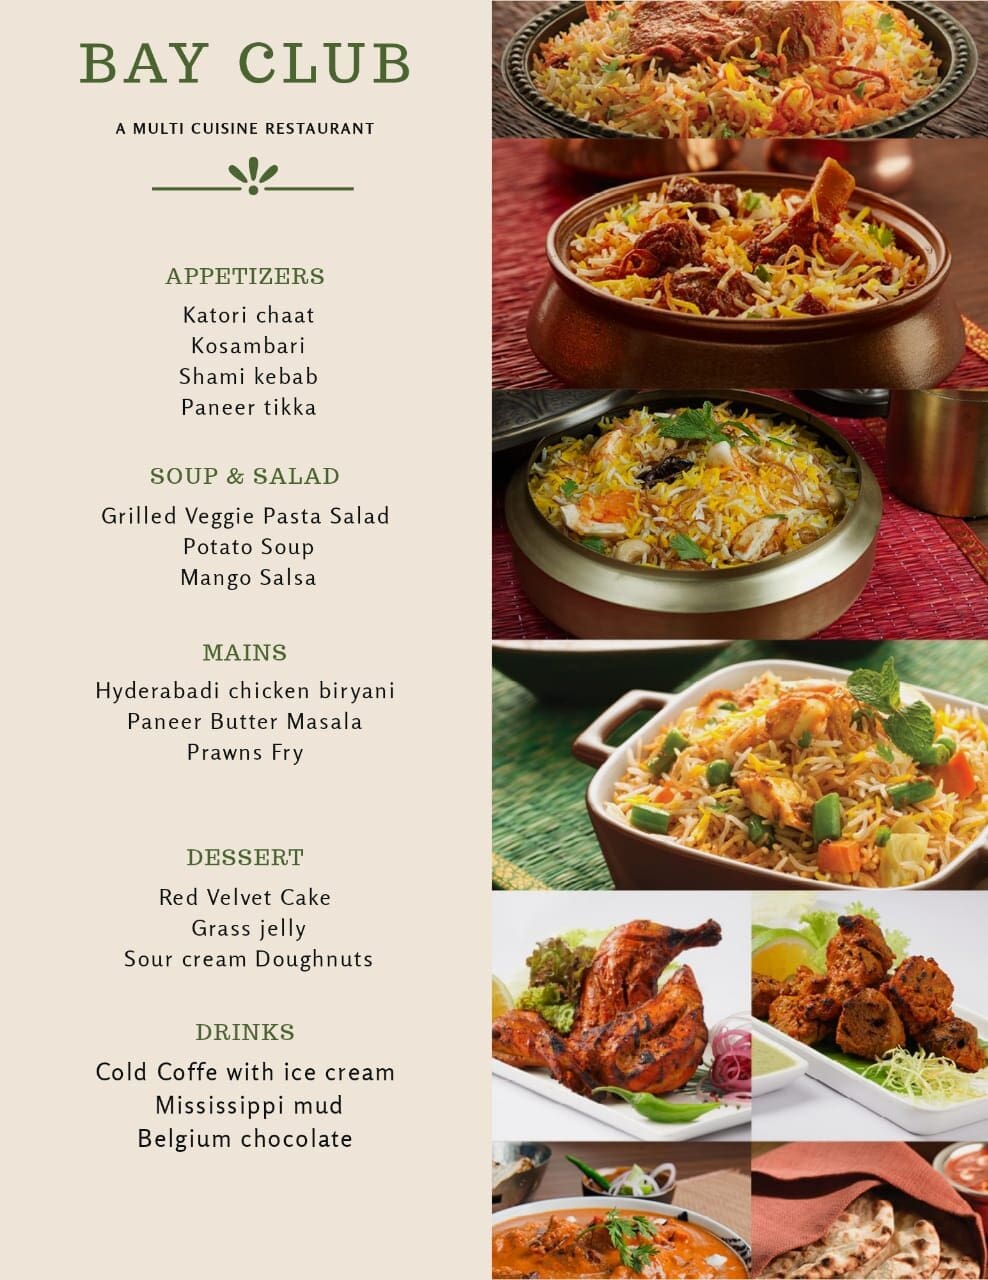 BAY CLUB
A MULTI CUISINE RESTAURANT
APPETIZERS
Katori chaat
Kosambari
Shami kebab
Paneer tikka
SOUP & SALAD
Grilled Veggie Pasta Salad
Potato Soup
Mango Salsa
MAINS
Hyderabadi chicken biryani
Paneer Butter Masala
Prawns Fry
DESSERT
Red Velvet Cake
Grass jelly
Sour cream Doughnuts
DRINKS
Cold Coffe with ice cream
Mississippi mud
Belgium chocolate